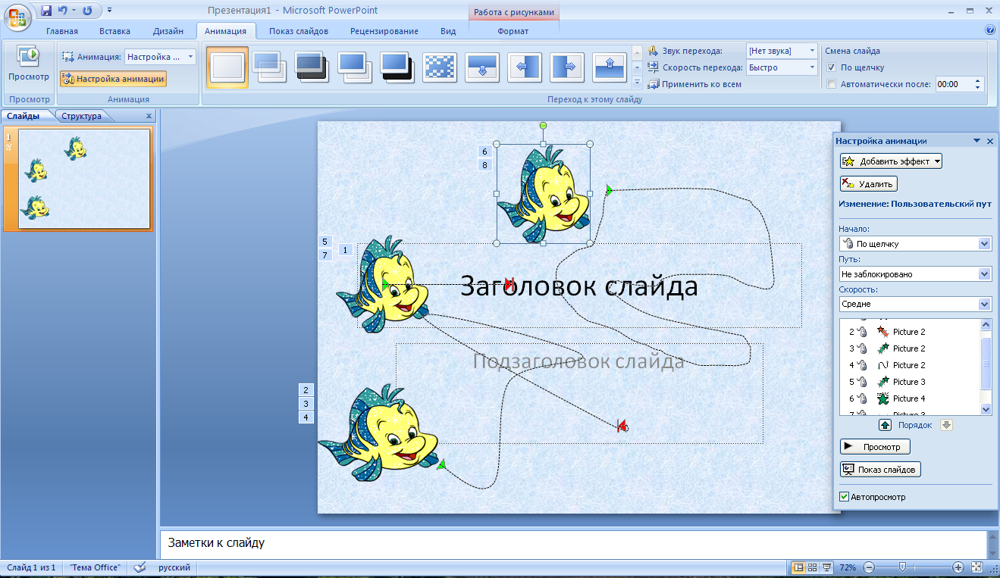 Презентация1 - Microsoft PowerPoint
Работа с рисунками
Главная
Вставка
Дизайн
Анимация
Показ слайдов
Рецензирование
Вид
Формат
Просмотр
Просмотр
Анимация: Настройка ...
Настройка анимации
Анимация
Звук перехода: [Нет звука]
Скорость перехода: Быстро
Применить ко всем
Переход к этому слайду
Смена слайда
По щелчку
Автоматически после: 00:00
Слайды
Структура
1
6
8
5
7
1
Заголовок слайда
Подзаголовок слайда
2
3
4
Настройка анимации
Добавить эффект
Удалить
Изменение: Пользовательский пут
Начало:
По щелчку
Путь:
Не заблокировано
Скорость:
Средне
2 Picture 2
3 Picture 2
4 Picture 2
5 Picture 3
6 Picture 4
Порядок
Просмотр
Показ слайдов
Автопросмотр
Заметки к слайду
Слайд 1 из 1
"Тема Office"
русский
72%